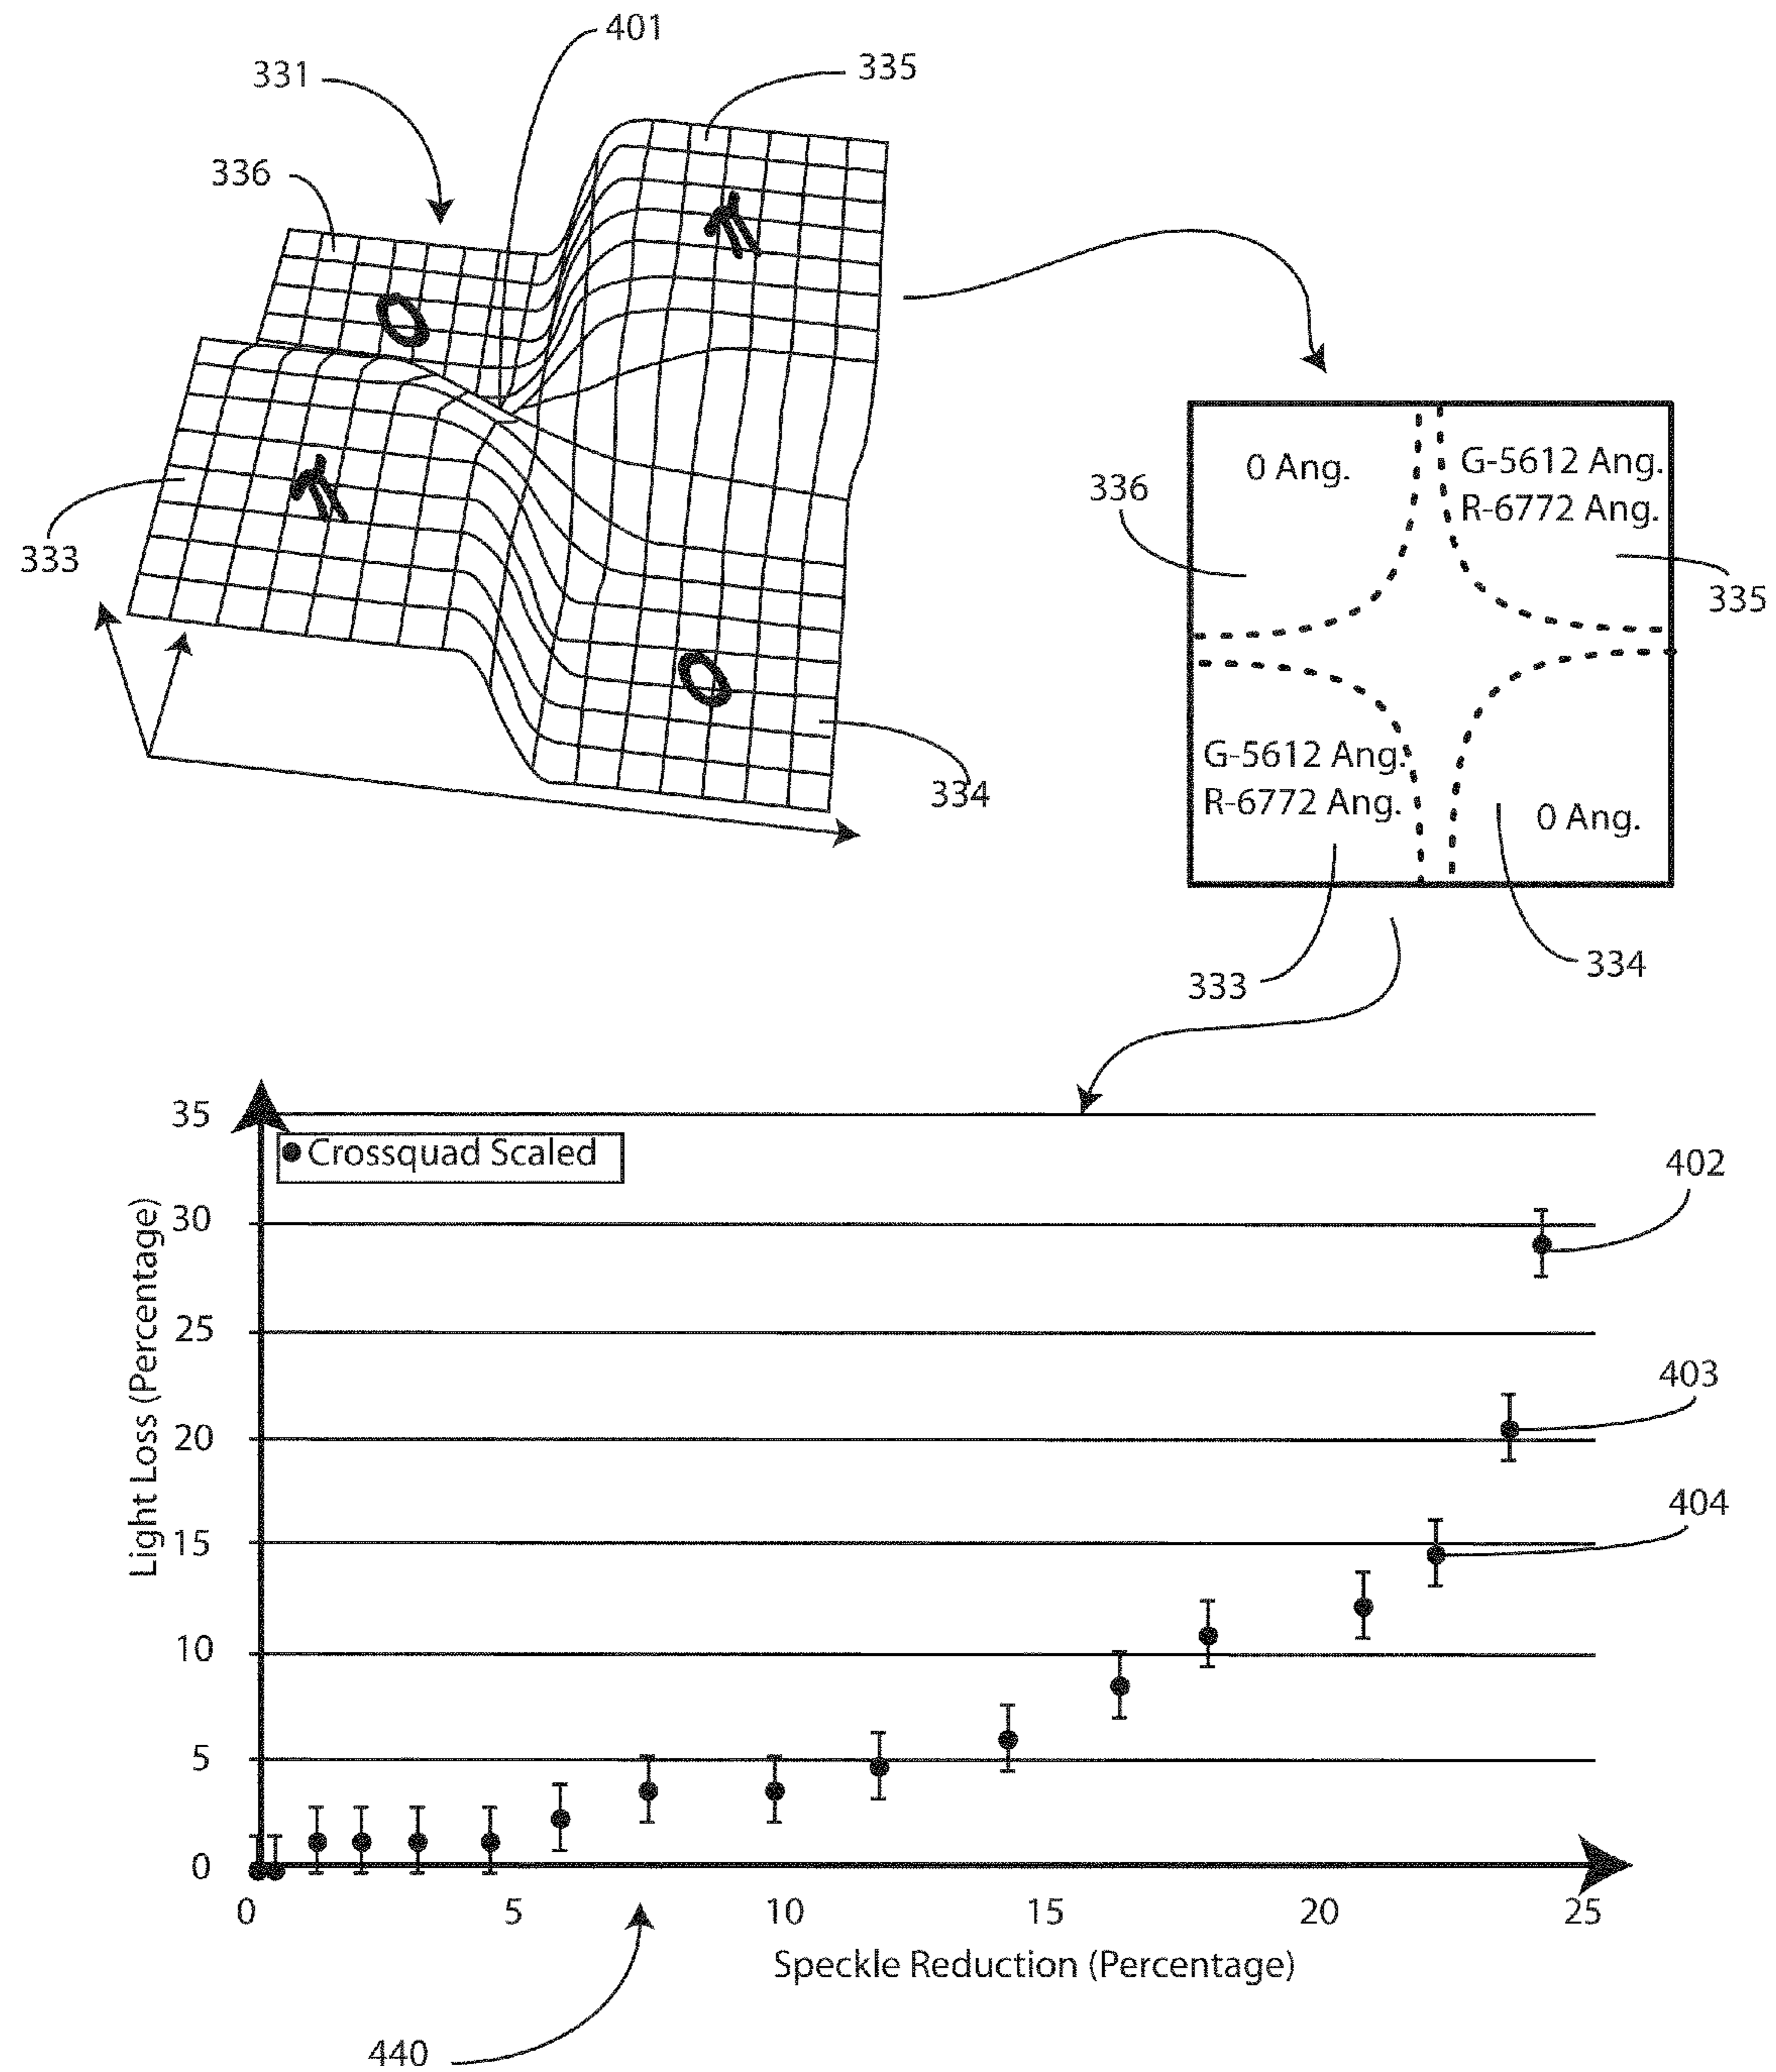 401
331
335
336
0
π
333
π
0
334
0 Ang.
G-5612 Ang.
R-6772 Ang.
336
335
G-5612 Ang.
R-6772 Ang.
0 Ang.
333
334
35
Crossquad Scaled
402
30
25
403
20
404
15
10
5
0
Light Loss (Percentage)
0 5 10 15 20 25
Speckle Reduction (Percentage)
440